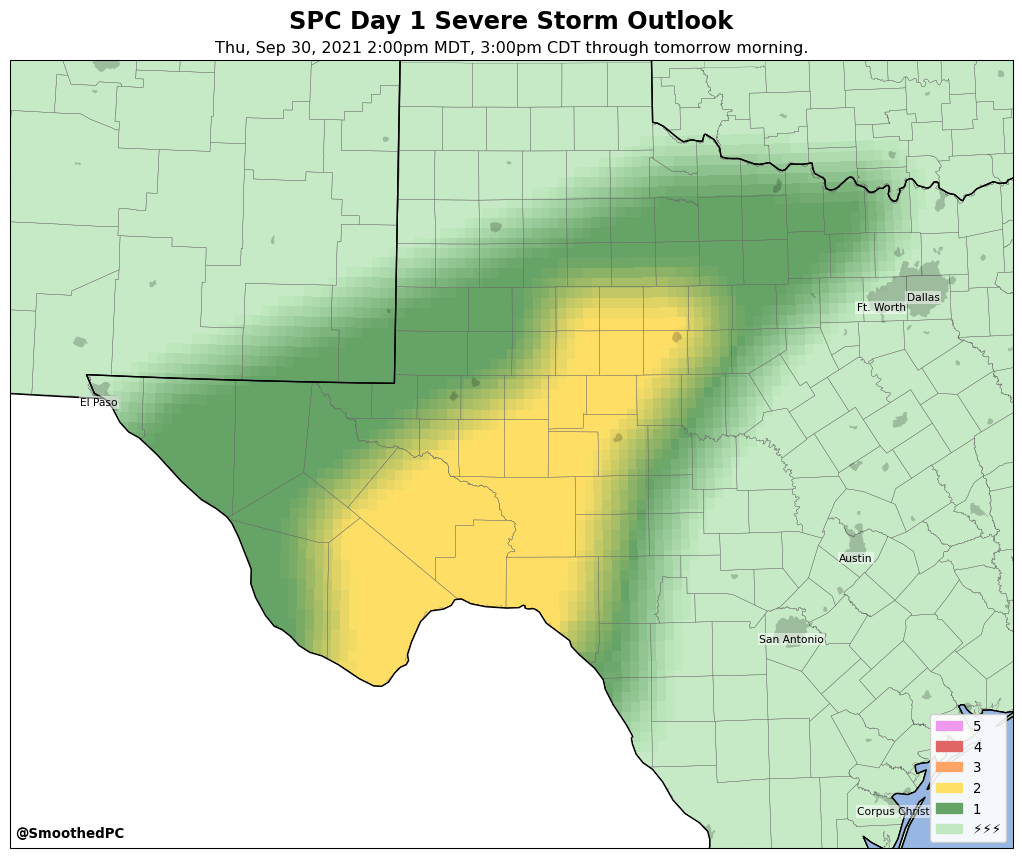 SPC Day 1 Severe Storm Outlook
Thu, Sep 30, 2021 2:00pm MDT, 3:00pm CDT through tomorrow morning.
Dallas
Ft. Worth
El Paso
Austin
San Antonio
5
4
3
2
1
⚡⚡⚡
Corpus Christ
@SmoothedPC